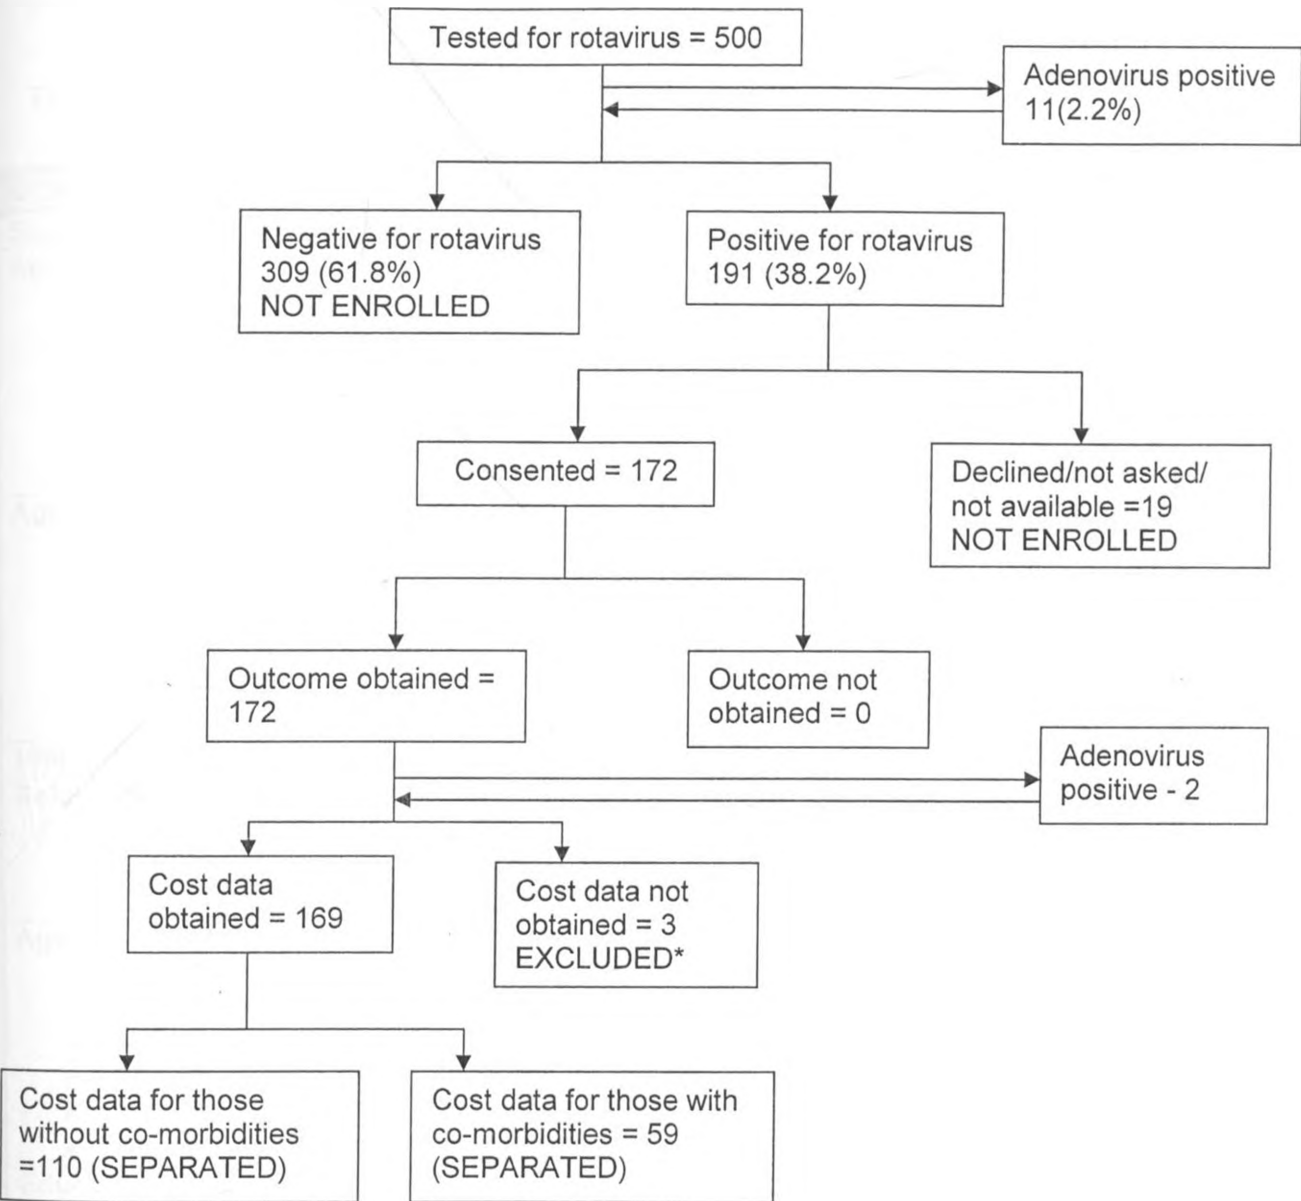 Tested for rotavirus = 500
Adenovirus positive
11(2.2%)
Negative for rotavirus
309 (61.8%)
NOT ENROLLED
Positive for rotavirus
191 (38.2%)
Consented = 172
Declined/not asked/
not available =19
NOT ENROLLED
Outcome obtained =
172
Outcome not
obtained = 0
Adenovirus
positive - 2
Cost data
obtained = 169
Cost data not
obtained = 3
EXCLUDED*
Cost data for those
without co-morbidities
=110 (SEPARATED)
Cost data for those with
co-morbidities = 59
(SEPARATED)